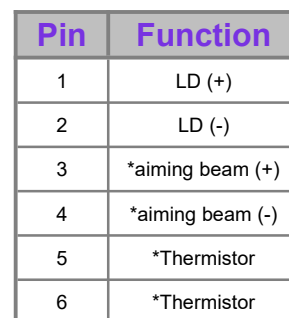 Pin Function
1 LD (+)
2 LD (-)
3 *aiming beam (+)
4 *aiming beam (-)
5 *Thermistor
6 *Thermistor